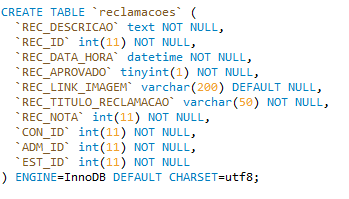 CREATE TABLE `reclamacoes` (
  `REC_DESCRICAO` text NOT NULL,
  `REC_ID` int(11) NOT NULL,
  `REC_DATA_HORA` datetime NOT NULL,
  `REC_APROVADO` tinyint(1) NOT NULL,
  `REC_LINK_IMAGEM` varchar(200) DEFAULT NULL,
  `REC_TITULO_RECLAMACAO` varchar(50) NOT NULL,
  `REC_NOTA` int(11) NOT NULL,
  `CON_ID` int(11) NOT NULL,
  `ADM_ID` int(11) NOT NULL,
  `EST_ID` int(11) NOT NULL
) ENGINE=InnoDB DEFAULT CHARSET=utf8;